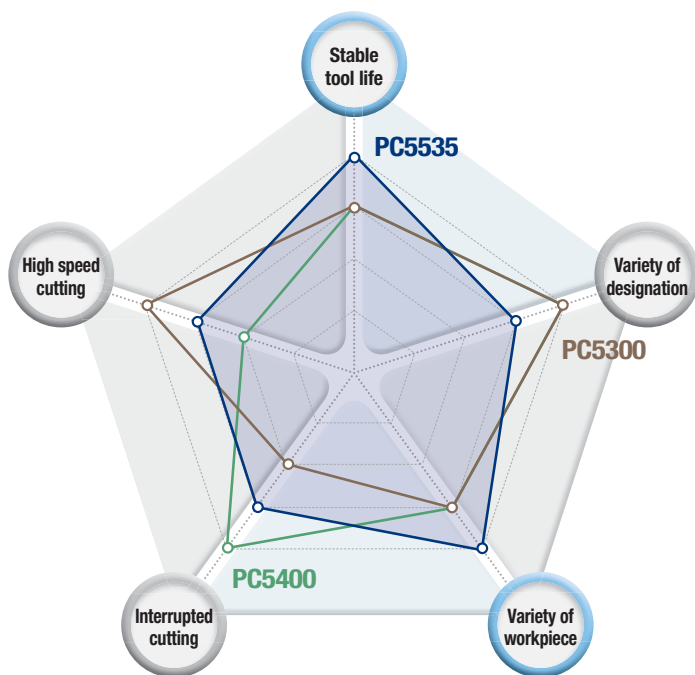 Stable
tool life
PC5535
High speed
cutting
Variety of
designation
PC5300
PC5400
Interrupted
cutting
Variety of
workpiece